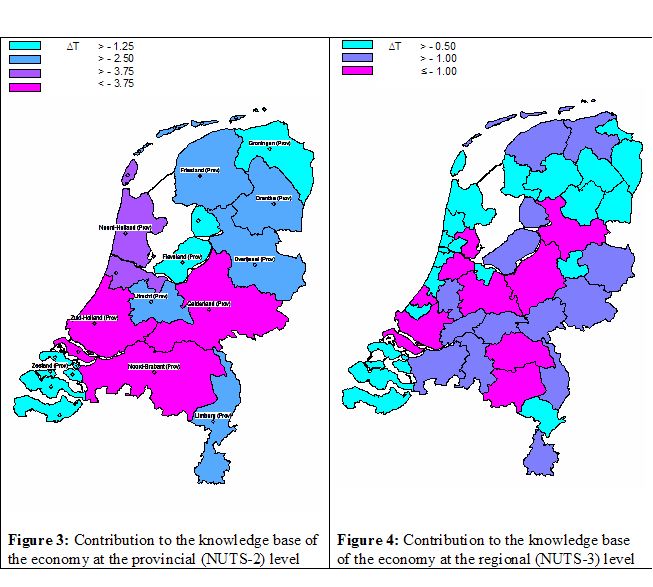 ΔT > - 1.25
> - 2.50
> - 3.75
< - 3.75
Groningen (Prov)
Friesland (Prov)
Drenthe (Prov)
Noord-Holland (Prov)
Flevoland (Prov)
Overijssel (Prov)
Utrecht (Prov)
Gelderland (Prov)
Zuid-Holland (Prov)
Zeeland (Prov)
Noord-Brabant (Prov)
Limburg (Prov)
Figure 3: Contribution to the knowledge base of
the economy at the provincial (NUTS-2) level
ΔT > - 0.50
> - 1.00
≤ - 1.00
Figure 4: Contribution to the knowledge base
of the economy at the regional (NUTS-3) level